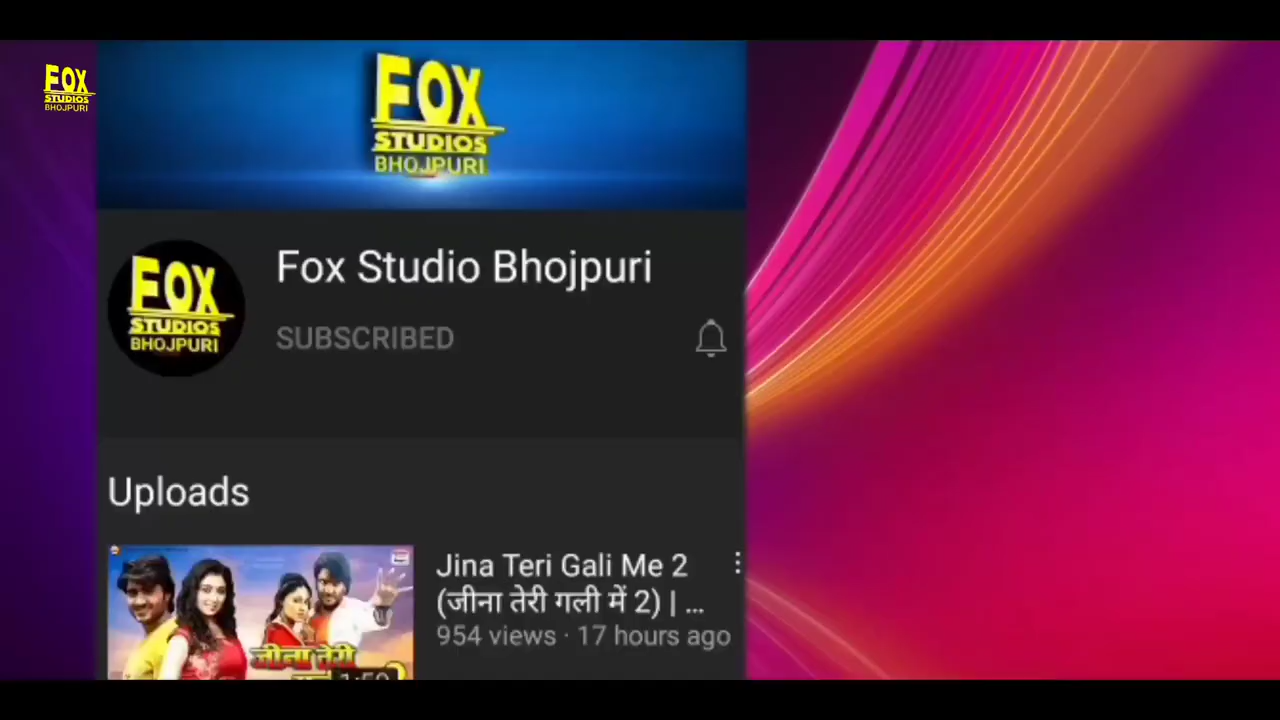 FOX
STUDIOS
BHOJPURI
FOX
STUDIOS
BHOJPURI
FOX
STUDIOS
BHOJPURI
Fox Studio Bhojpuri
SUBSCRIBED
Uploads
जीना तेरी
Jina Teri Gali Me 2
(जीना तेरी गली में 2) | ...
954 views · 17 hours ago